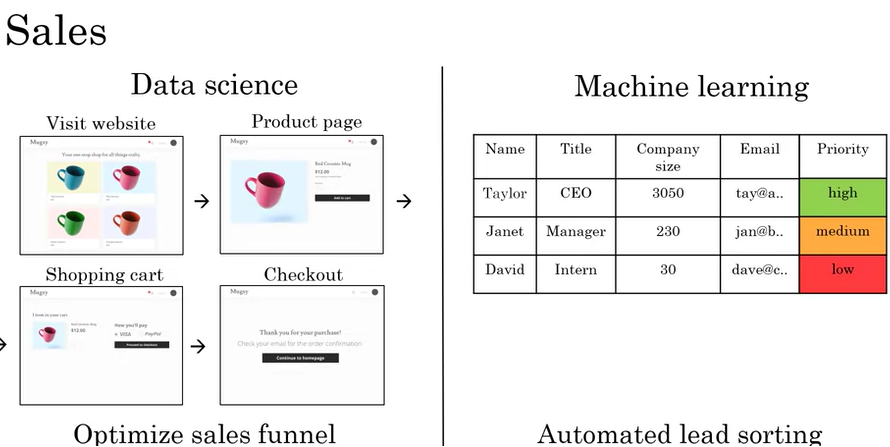 Sales
Data science
Visit website
Product page
Mugsy
Your one stop shop for all things crafty.
Mugsy
Red Ceramic Mug
$12.00
Add to cart
Shopping cart
Checkout
Mugsy
1 item in your cart
Red Ceramic Mug
$12.00
How you'll pay
VISA PayPal
Proceed to checkout
Mugsy
Thank you for your purchase!
Check your email for the order confirmation
Continue to homepage
Optimize sales funnel
Machine learning
Name Title Company size Email Priority
Taylor CEO 3050 tay@a.. high
Janet Manager 230 jan@b.. medium
David Intern 30 dave@c.. low
Automated lead sorting